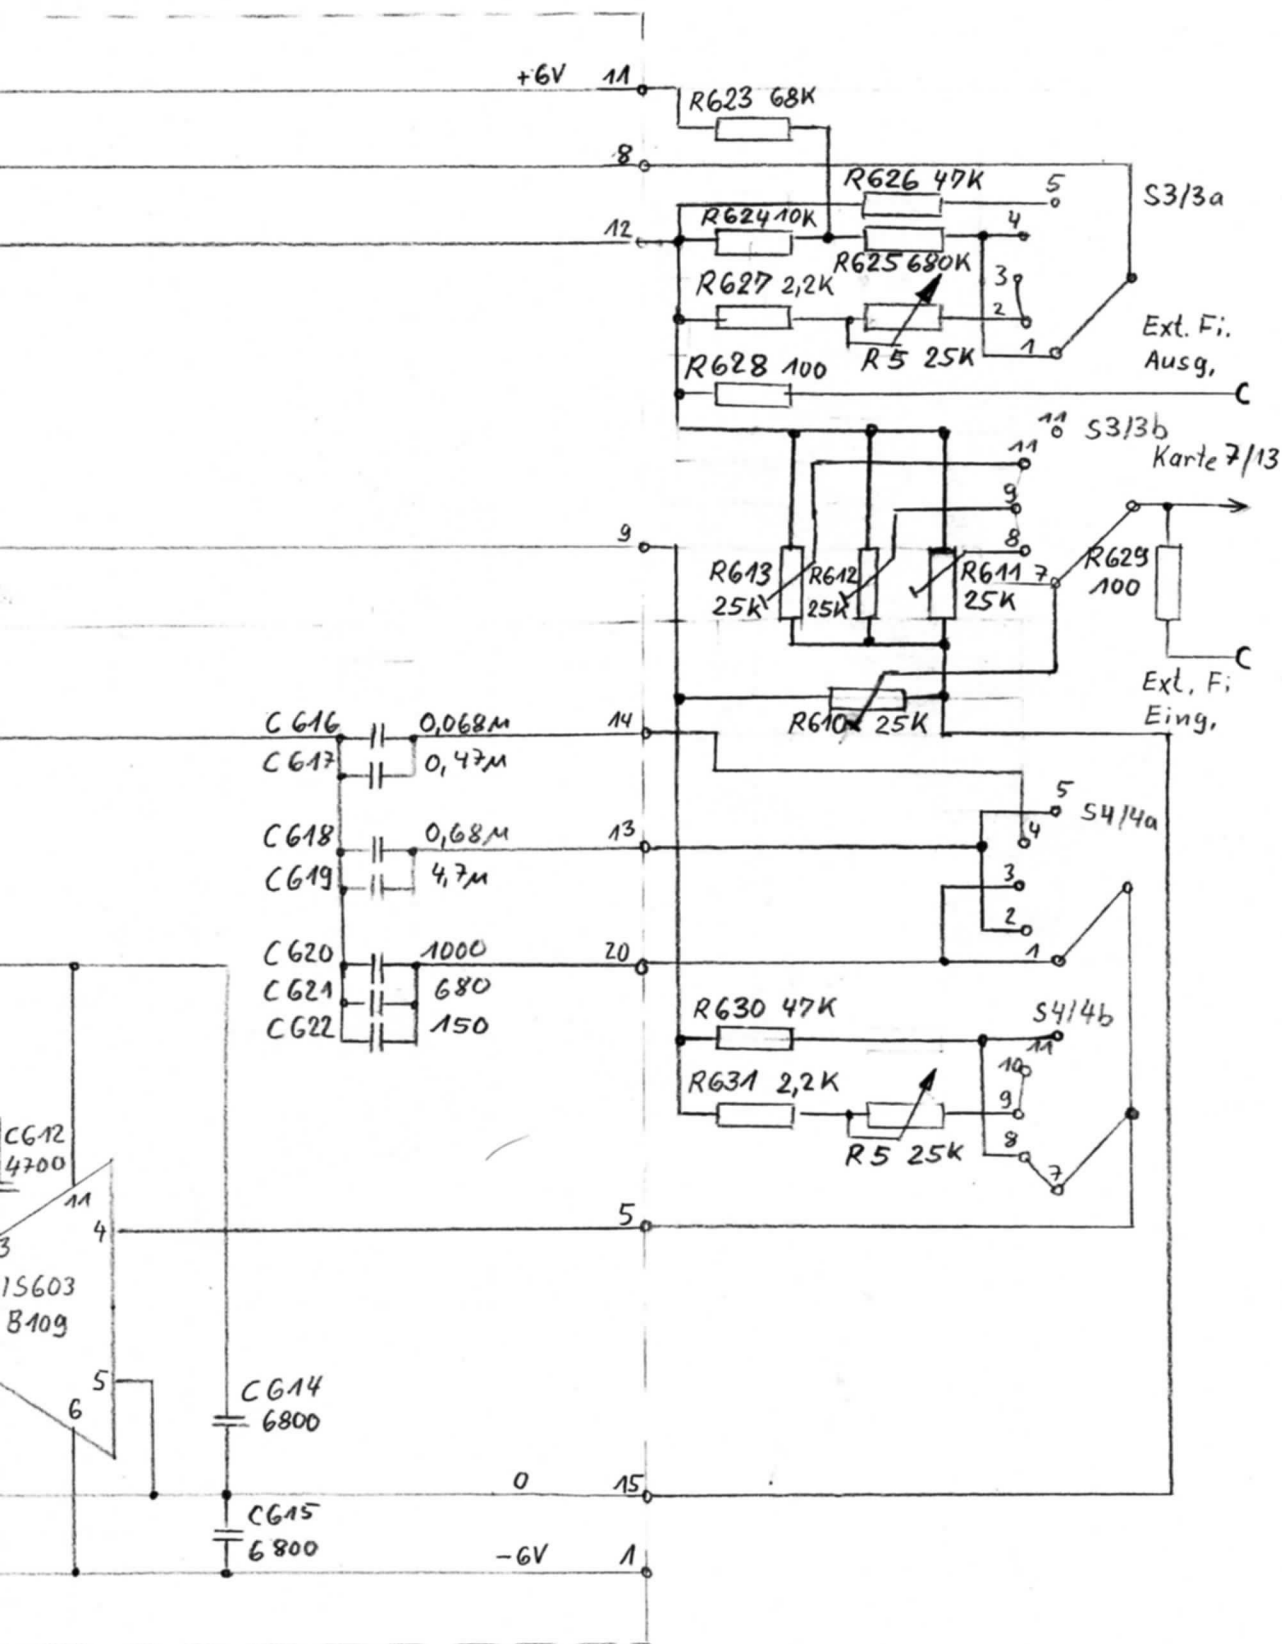 +6V 11
R623 68K
8
R626 47K
5
S3/3a
12
R624 10K
4
R625 680K
R627 2,2K
3
2
1
R5 25K
Ext. Fi.
Ausg.
R628 100
C
11 S3/3b
11
Karte 7/13
9
9
8
R613
25K
R612
25K
R611
25K
7
R629
100
C
Ext. Fi
Eing.
R610 25K
C616 0,068µ 14
C617 0,47µ
5
S4/4a
C618 0,68µ 13
4
C619 4,7µ
3
2
C620 1000 20
1
C621 680
C622 150
R630 47K
S4/4b
11
10
R631 2,2K
9
R5 25K
8
7
C612
4700
11
4
5
3
IS603
B109
5
6
C614
6800
0 15
C615
6800
-6V 1